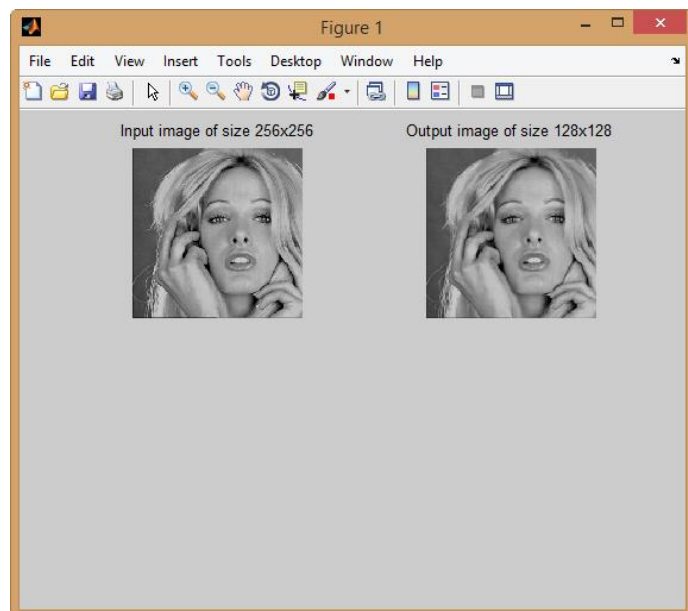 Figure 1
File Edit View Insert Tools Desktop Window Help
Input image of size 256x256 Output image of size 128x128